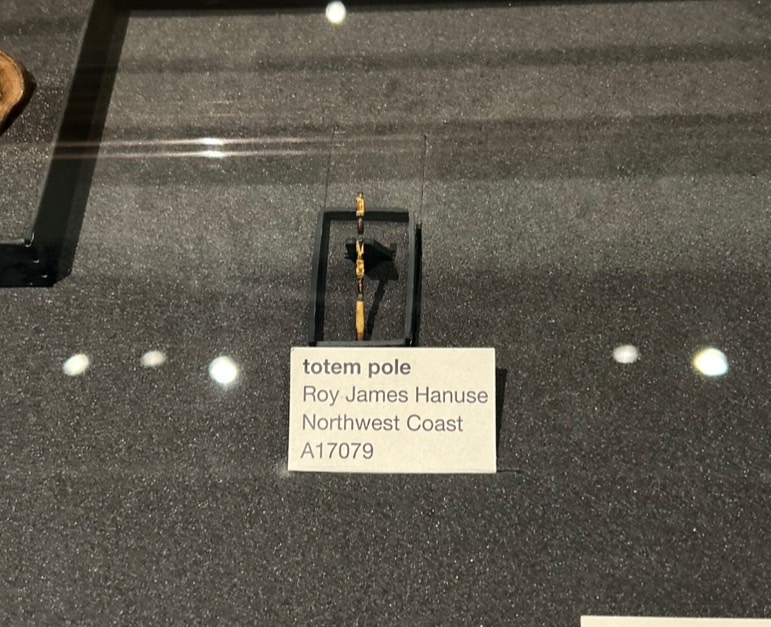 totem pole
Roy James Hanuse
Northwest Coast
A17079